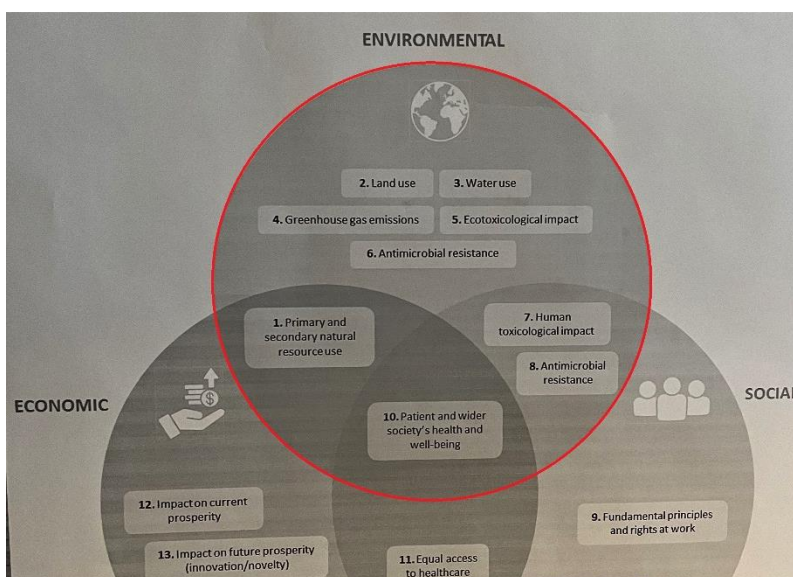 ENVIRONMENTAL
2. Land use
3. Water use
4. Greenhouse gas emissions
5. Ecotoxicological impact
6. Antimicrobial resistance
1. Primary and
secondary natural
resource use
7. Human
toxicological impact
8. Antimicrobial
resistance
$
ECONOMIC
SOCIAL
10. Patient and wider
society's health and
well-being
12. Impact on current
prosperity
9. Fundamental principles
and rights at work
13. Impact on future prosperity
(innovation/novelty)
11. Equal access
to healthcare